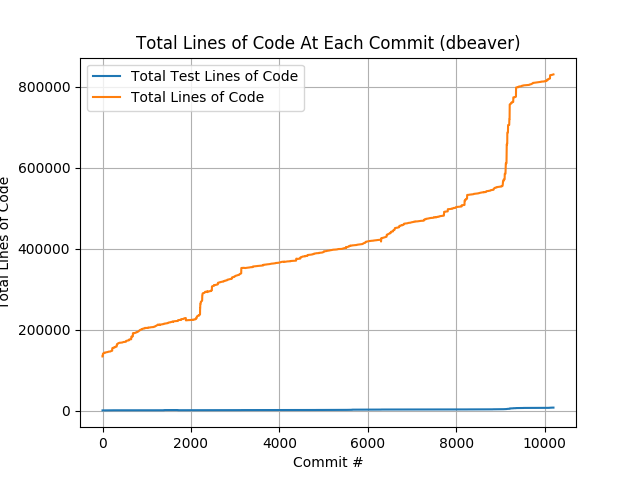 Total Lines of Code At Each Commit (dbeaver)
Total Test Lines of Code
Total Lines of Code
Total Lines of Code
800000
600000
400000
200000
0
0 2000 4000 6000 8000 10000
Commit #